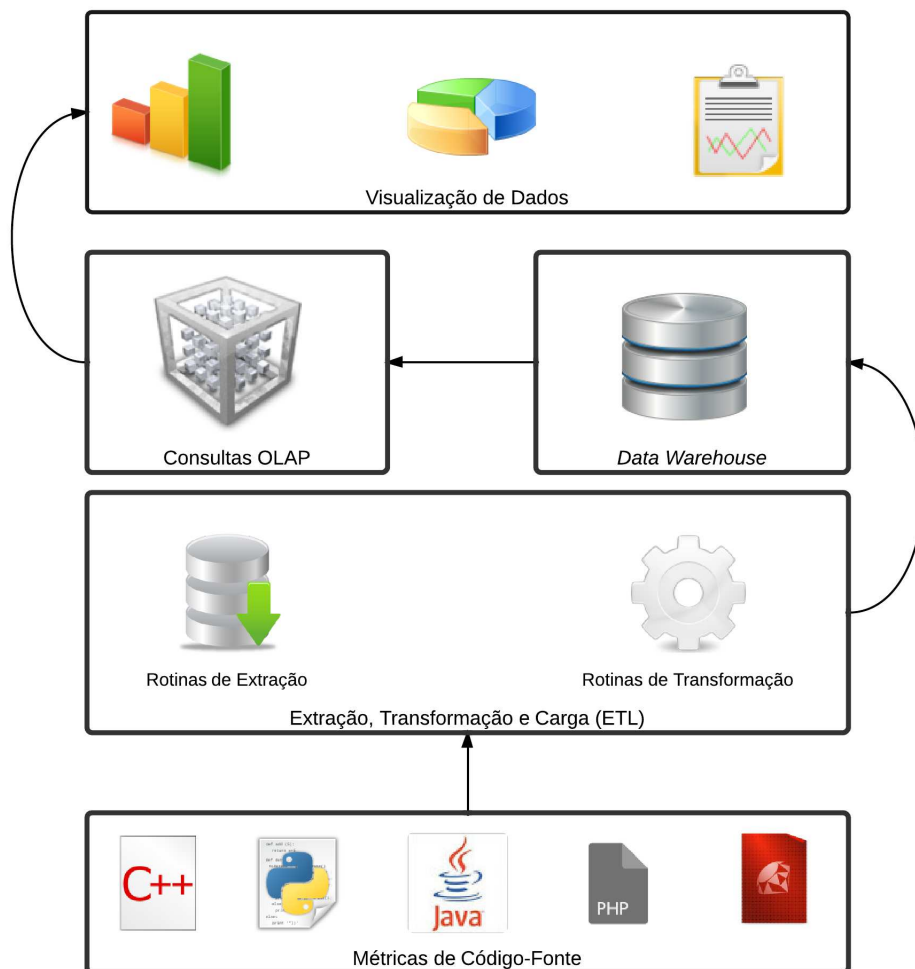 Visualização de Dados
Consultas OLAP
Data Warehouse
Rotinas de Extração
Rotinas de Transformação
Extração, Transformação e Carga (ETL)
C++
Java
PHP
Métricas de Código-Fonte